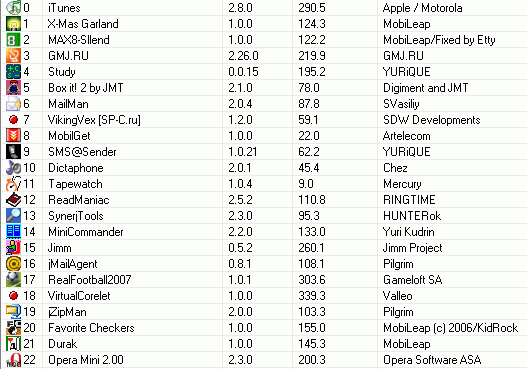 0 iTunes 2.8.0 290.5 Apple / Motorola
1 X-Mas Garland 1.0.0 124.3 MobiLeap
2 MAX8-SIlend 1.0.0 122.2 MobiLeap/Fixed by Etty
3 GMJ.RU 2.26.0 219.9 GMJ.RU
4 Study 0.0.15 195.2 YURiQUE
5 Box it! 2 by JMT 2.1.0 78.0 Digiment and JMT
6 MailMan 2.0.4 87.8 SVasiliy
7 VikingVex [SP-C.ru] 1.2.0 59.1 SDW Developments
8 MobilGet 1.0.0 22.0 Artelecom
9 SMS@Sender 1.0.21 62.2 YURiQUE
10 Dictaphone 2.0.1 45.4 Chez
11 Tapewatch 1.0.4 9.0 Mercury
12 ReadManiac 2.5.2 110.8 RINGTIME
13 SynerjTools 2.3.0 95.3 HUNTERok
14 MiniCommander 2.2.0 133.0 Yuri Kudrin
15 Jimm 0.5.2 260.1 Jimm Project
16 jMailAgent 0.8.1 108.1 Pilgrim
17 RealFootball2007 1.0.1 303.6 Gameloft SA
18 VirtualCorelet 1.0.0 339.3 Valleo
19 jZipMan 2.0.0 103.3 Pilgrim
20 Favorite Checkers 1.0.0 155.0 MobiLeap (c) 2006/KidRock
21 Durak 1.0.0 145.3 MobiLeap
22 Opera Mini 2.00 2.3.0 200.3 Opera Software ASA